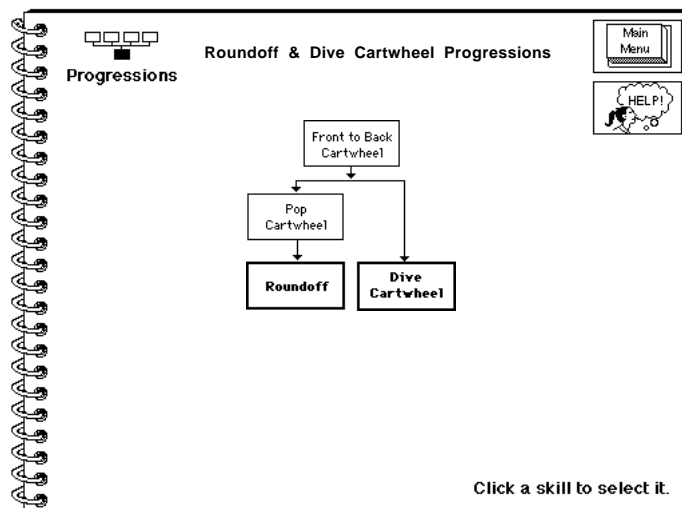 Progressions
Roundoff & Dive Cartwheel Progressions
Main
Menu
HELP!
Front to Back
Cartwheel
Pop
Cartwheel
Roundoff
Dive
Cartwheel
Click a skill to select it.